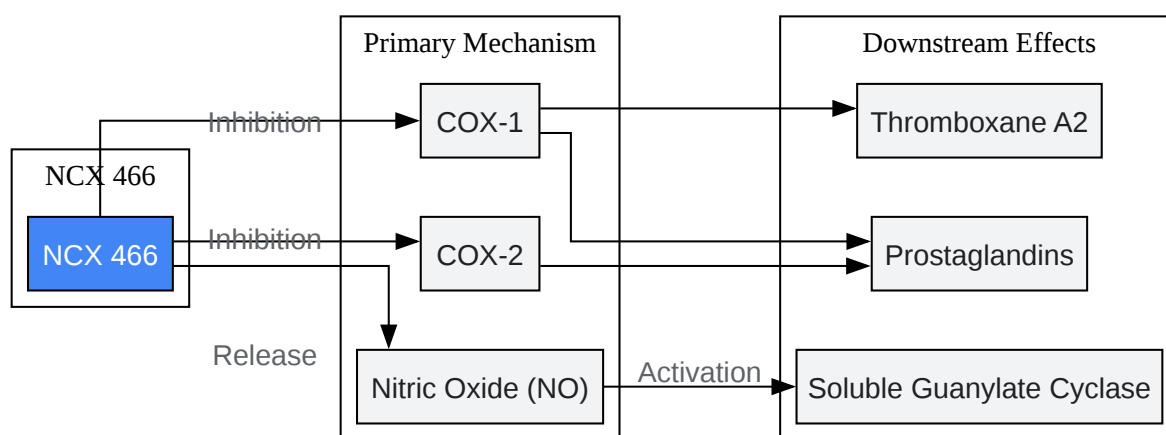 Primary Mechanism
Downstream Effects
Inhibition
COX-1
Thromboxane A2
NCX 466
NCX 466
Inhibition
COX-2
Prostaglandins
Release
Nitric Oxide (NO)
Activation
Soluble Guanylate Cyclase